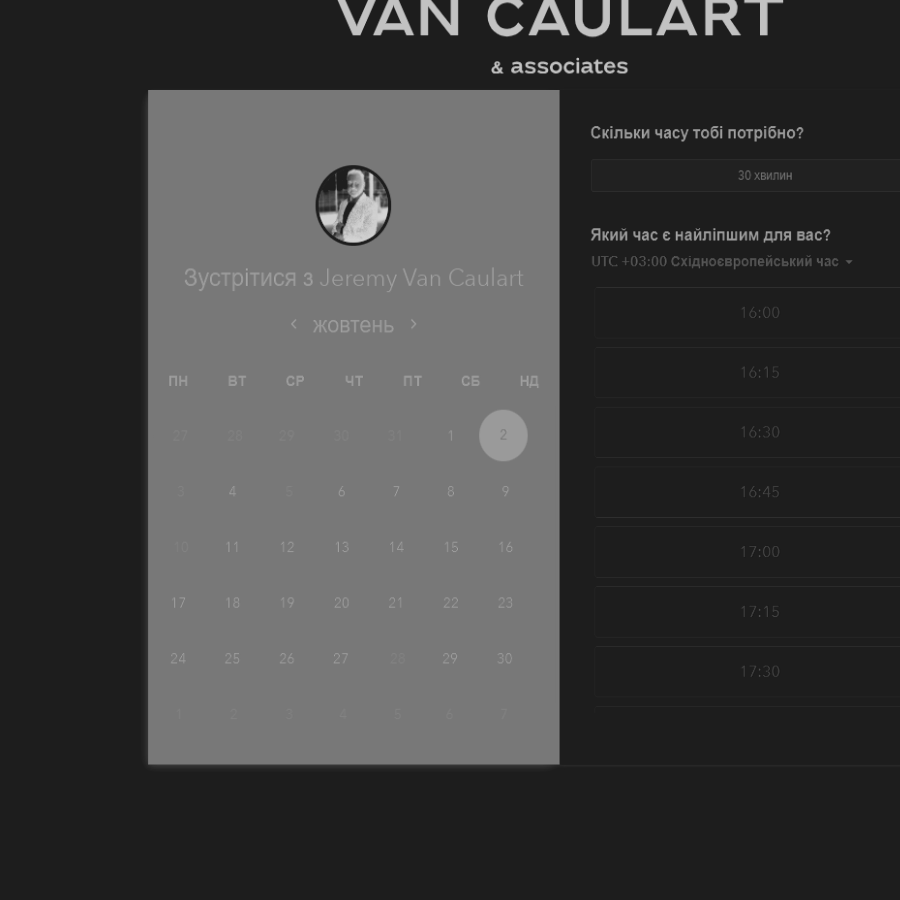 VAN CAULART
& associates
Зустрітися з Jeremy Van Caulart
жовтень
ПН ВТ СР ЧТ ПТ СБ НД
27 28 29 30 31 1 2
3 4 5 6 7 8 9
10 11 12 13 14 15 16
17 18 19 20 21 22 23
24 25 26 27 28 29 30
1 2 3 4 5 6 7
Скільки часу тобі потрібно?
30 хвилин
Який час є найліпшим для вас?
UTC +03:00 Східноєвропейський час
16:00
16:15
16:30
16:45
17:00
17:15
17:30